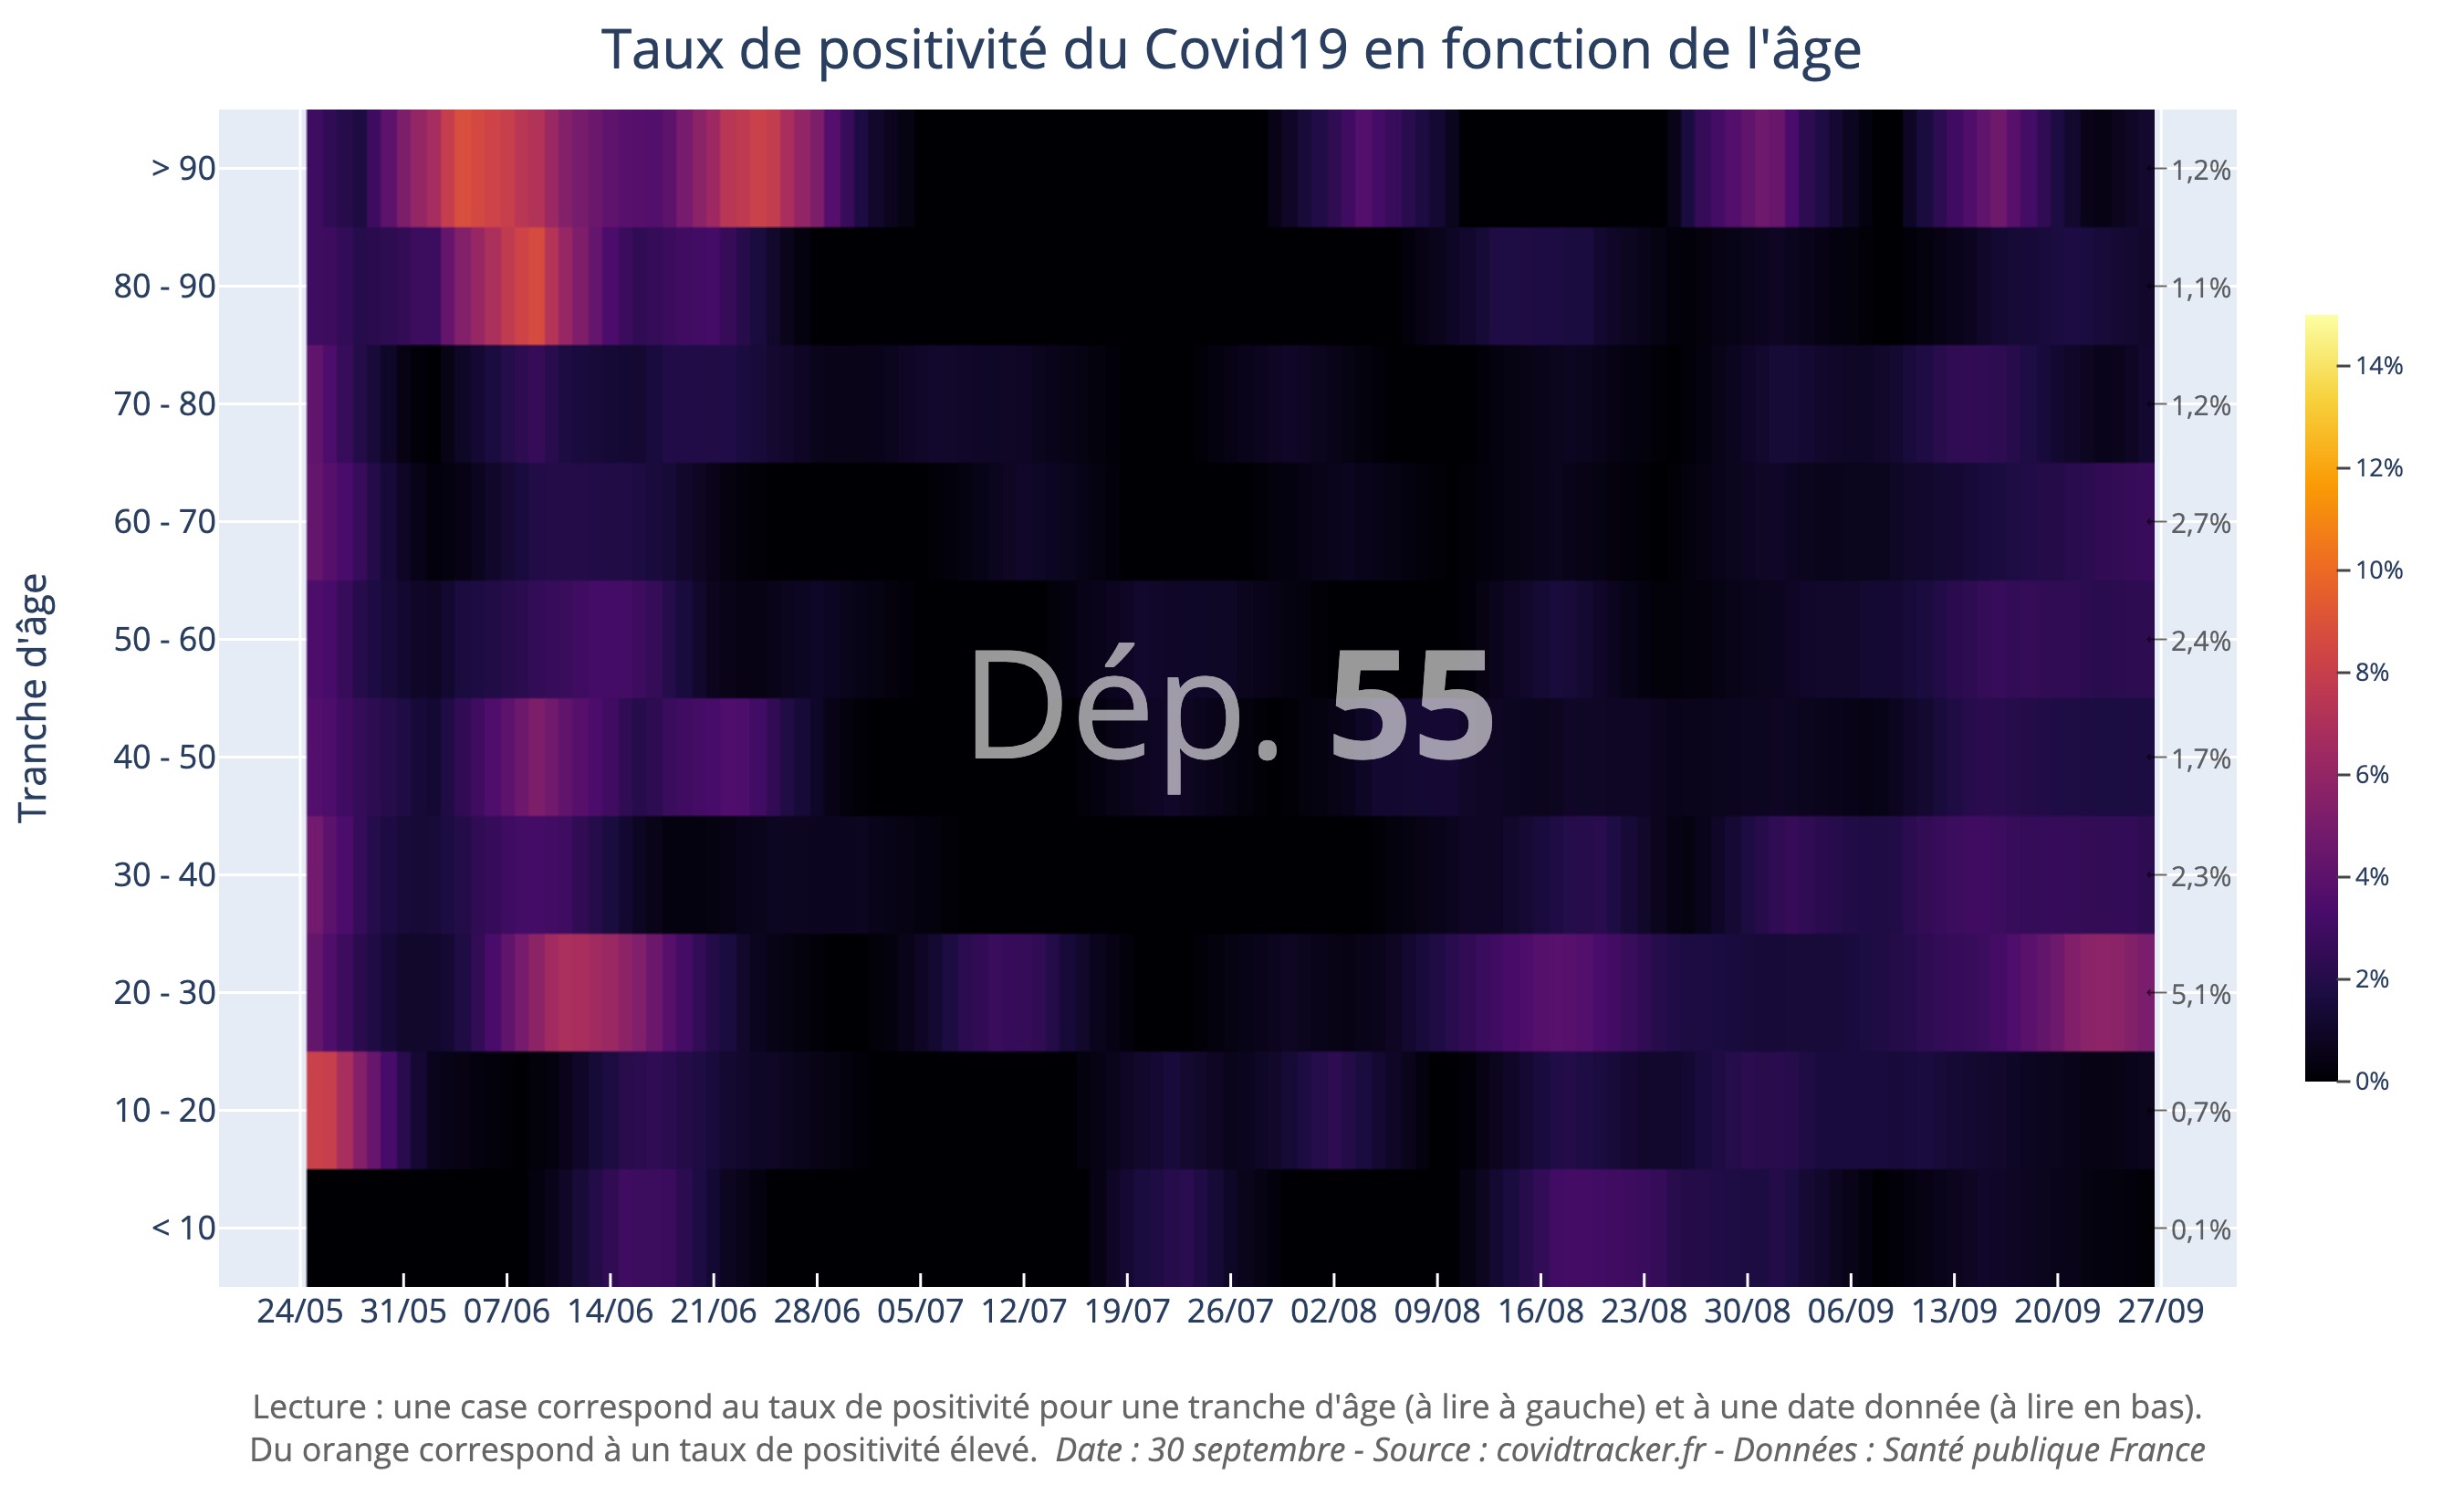 Taux de positivité du Covid19 en fonction de l'âge
Tranche d'âge
> 90
80 - 90
70 - 80
60 - 70
50 - 60
40 - 50
30 - 40
20 - 30
10 - 20
< 10
Dép. 55
1,2%
1,1%
1,2%
2,7%
2,4%
1,7%
2,3%
5,1%
0,7%
0,1%
14%
12%
10%
8%
6%
4%
2%
0%
24/05 31/05 07/06 14/06 21/06 28/06 05/07 12/07 19/07 26/07 02/08 09/08 16/08 23/08 30/08 06/09 13/09 20/09 27/09
Lecture : une case correspond au taux de positivité pour une tranche d'âge (à lire à gauche) et à une date donnée (à lire en bas).
Du orange correspond à un taux de positivité élevé. Date : 30 septembre - Source : covidtracker.fr - Données : Santé publique France